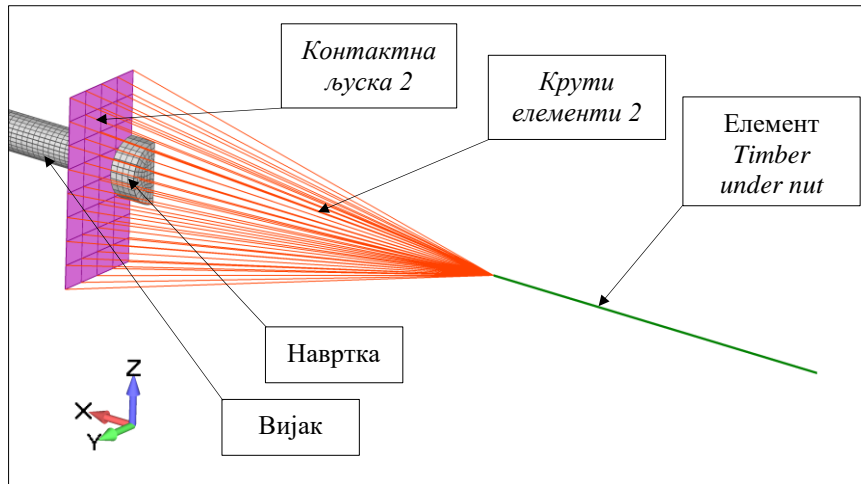 Контактна
љуска 2
Крути
елементи 2
Елемент
Timber
under nut
Навртка
Вијак
Z
X
Y